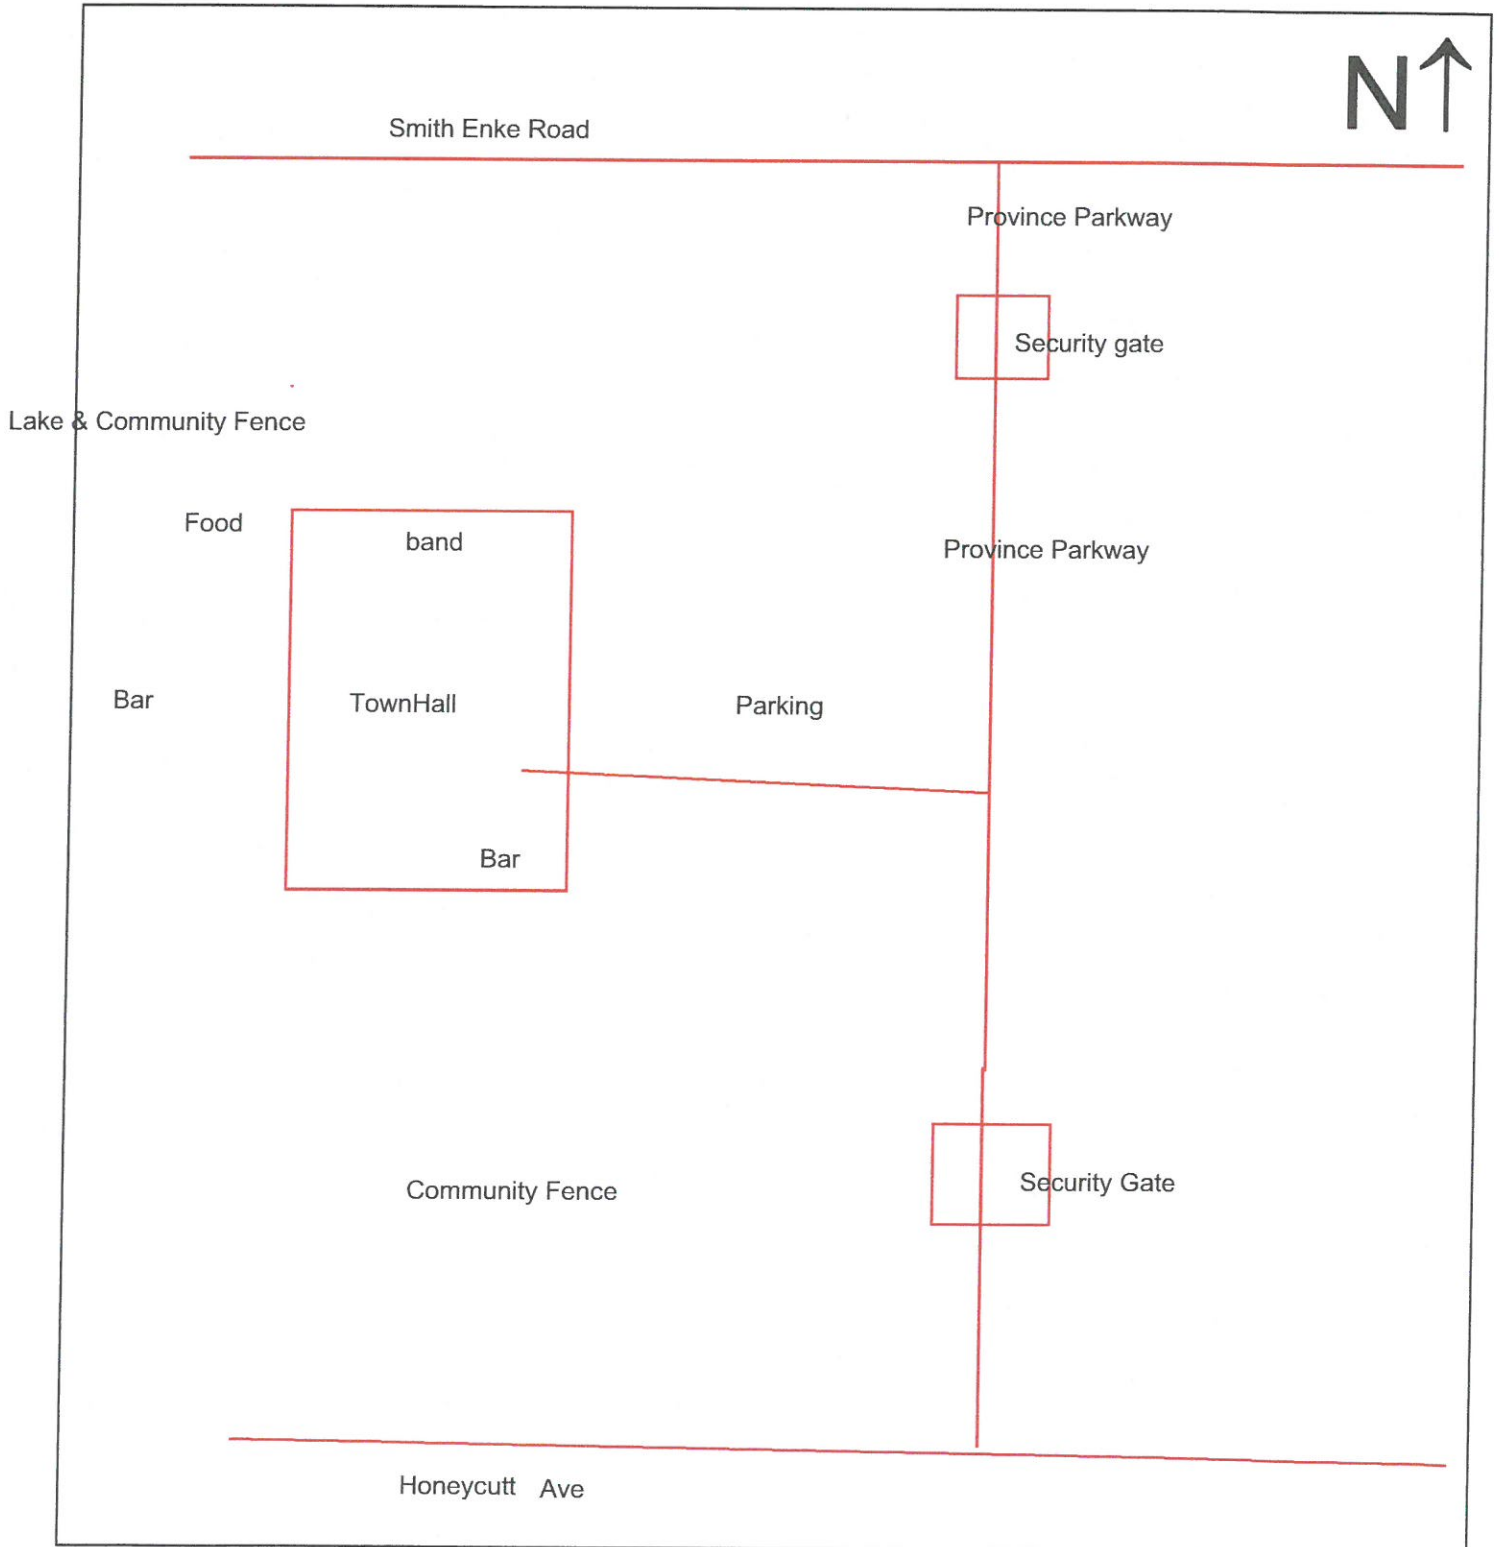 N↑
Smith Enke Road
Province Parkway
Security gate
Lake & Community Fence
Food
band
Province Parkway
Bar
TownHall
Parking
Bar
Community Fence
Security Gate
Honeycutt Ave